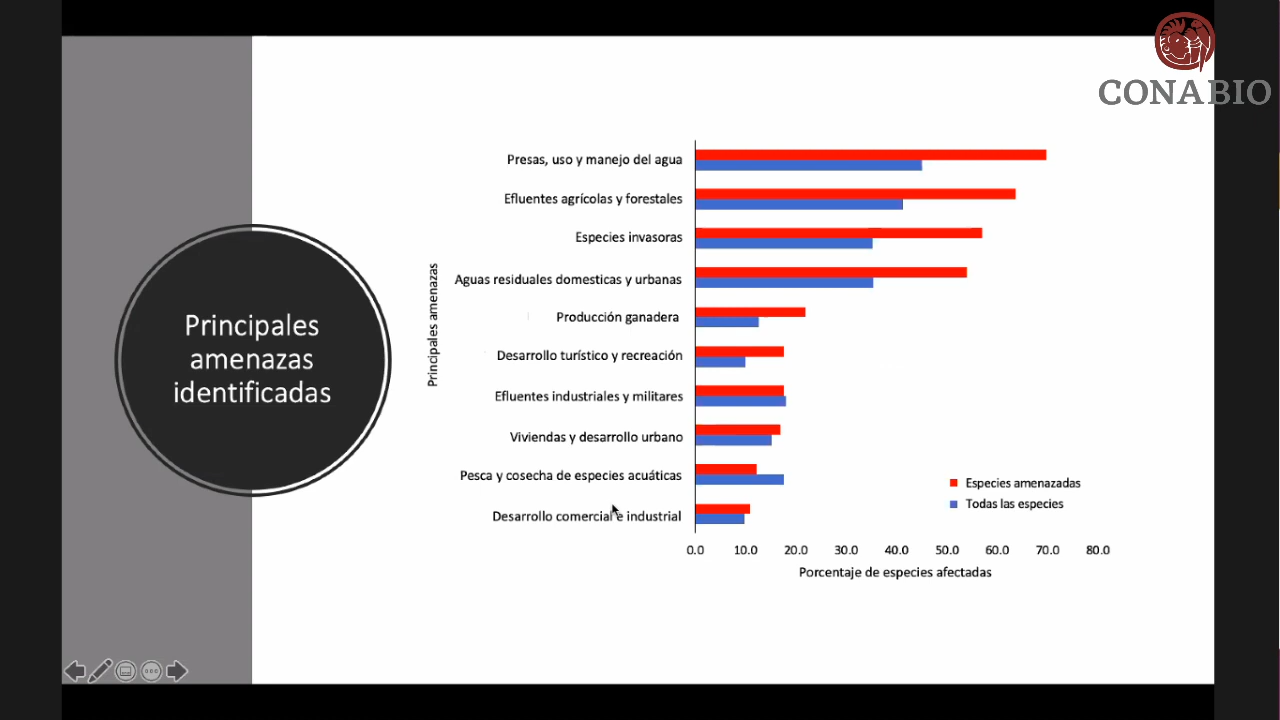 CONABIO
Principales
amenazas
identificadas
Principales amenazas
Presas, uso y manejo del agua
Efluentes agrícolas y forestales
Especies invasoras
Aguas residuales domesticas y urbanas
Producción ganadera
Desarrollo turístico y recreación
Efluentes industriales y militares
Viviendas y desarrollo urbano
Pesca y cosecha de especies acuáticas
Desarrollo comercial e industrial
Especies amenazadas
Todas las especies
0.0 10.0 20.0 30.0 40.0 50.0 60.0 70.0 80.0
Porcentaje de especies afectadas